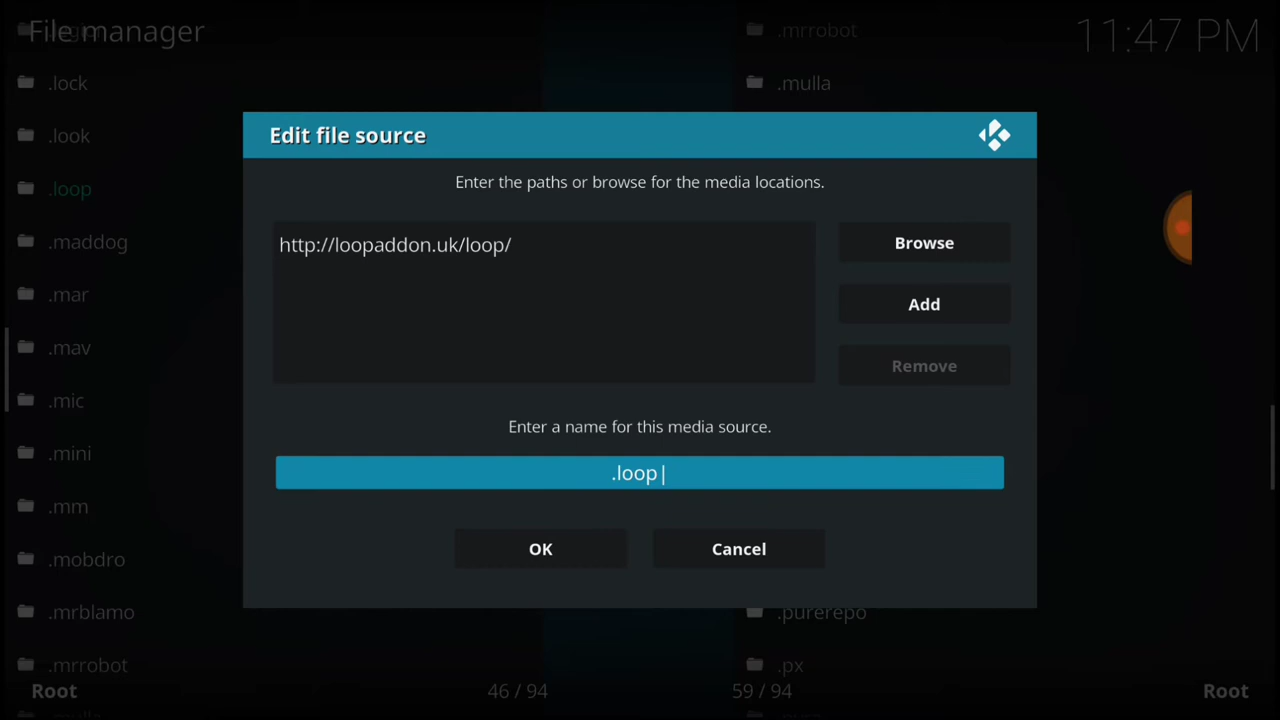 File manager
11:47 PM
.lock
.look
.loop
.maddog
.mar
.mav
.mic
.mini
.mm
.mobdro
.mrblamo
.mrrobot
Root
46 / 94
Edit file source
Enter the paths or browse for the media locations.
http://loopaddon.uk/loop/
Browse
Add
Remove
Enter a name for this media source.
.loop|
OK
Cancel
.mrrobot
.mulla
.purerepo
.px
59 / 94
Root